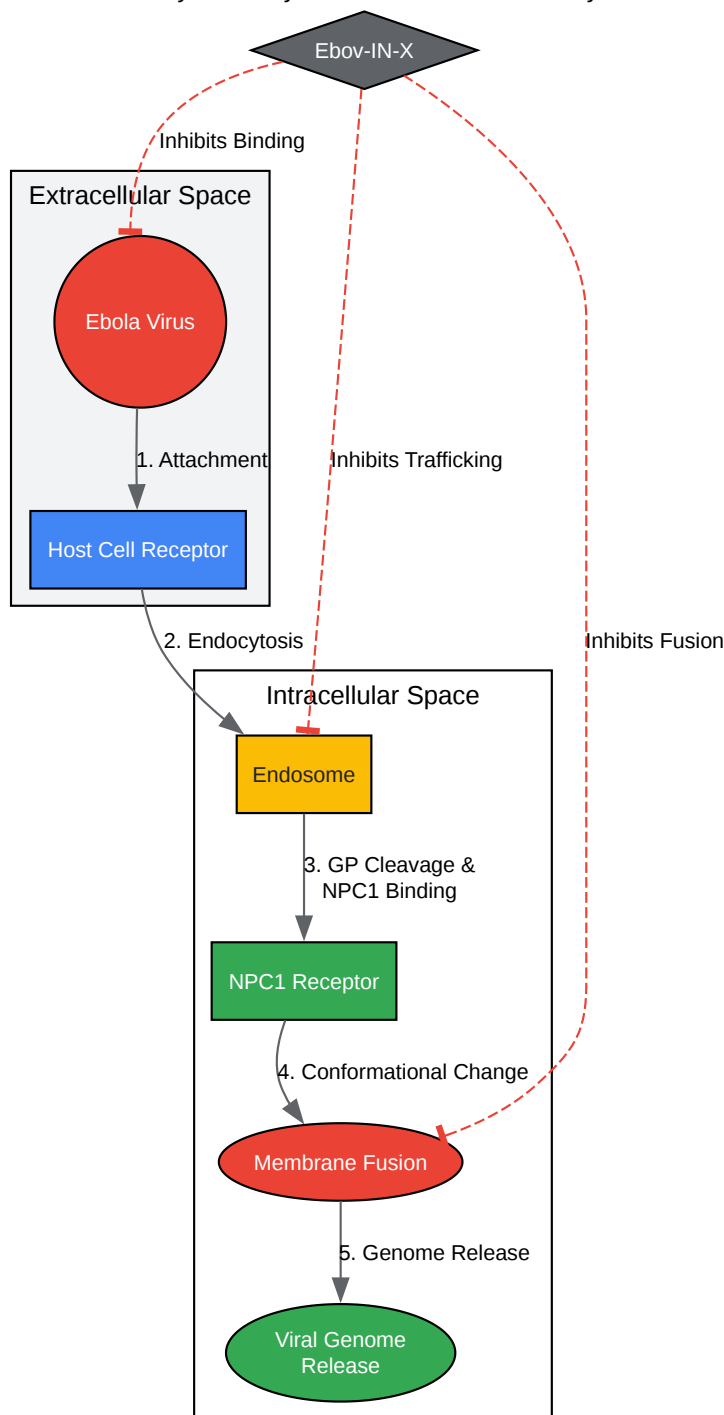 Ebov-IN-X
Inhibits Binding
Extracellular Space
Ebola Virus
1. Attachment
Inhibits Trafficking
Host Cell Receptor
2. Endocytosis
Inhibits Fusion
Intracellular Space
Endosome
3. GP Cleavage &
NPC1 Binding
NPC1 Receptor
4. Conformational Change
Membrane Fusion
5. Genome Release
Viral Genome
Release